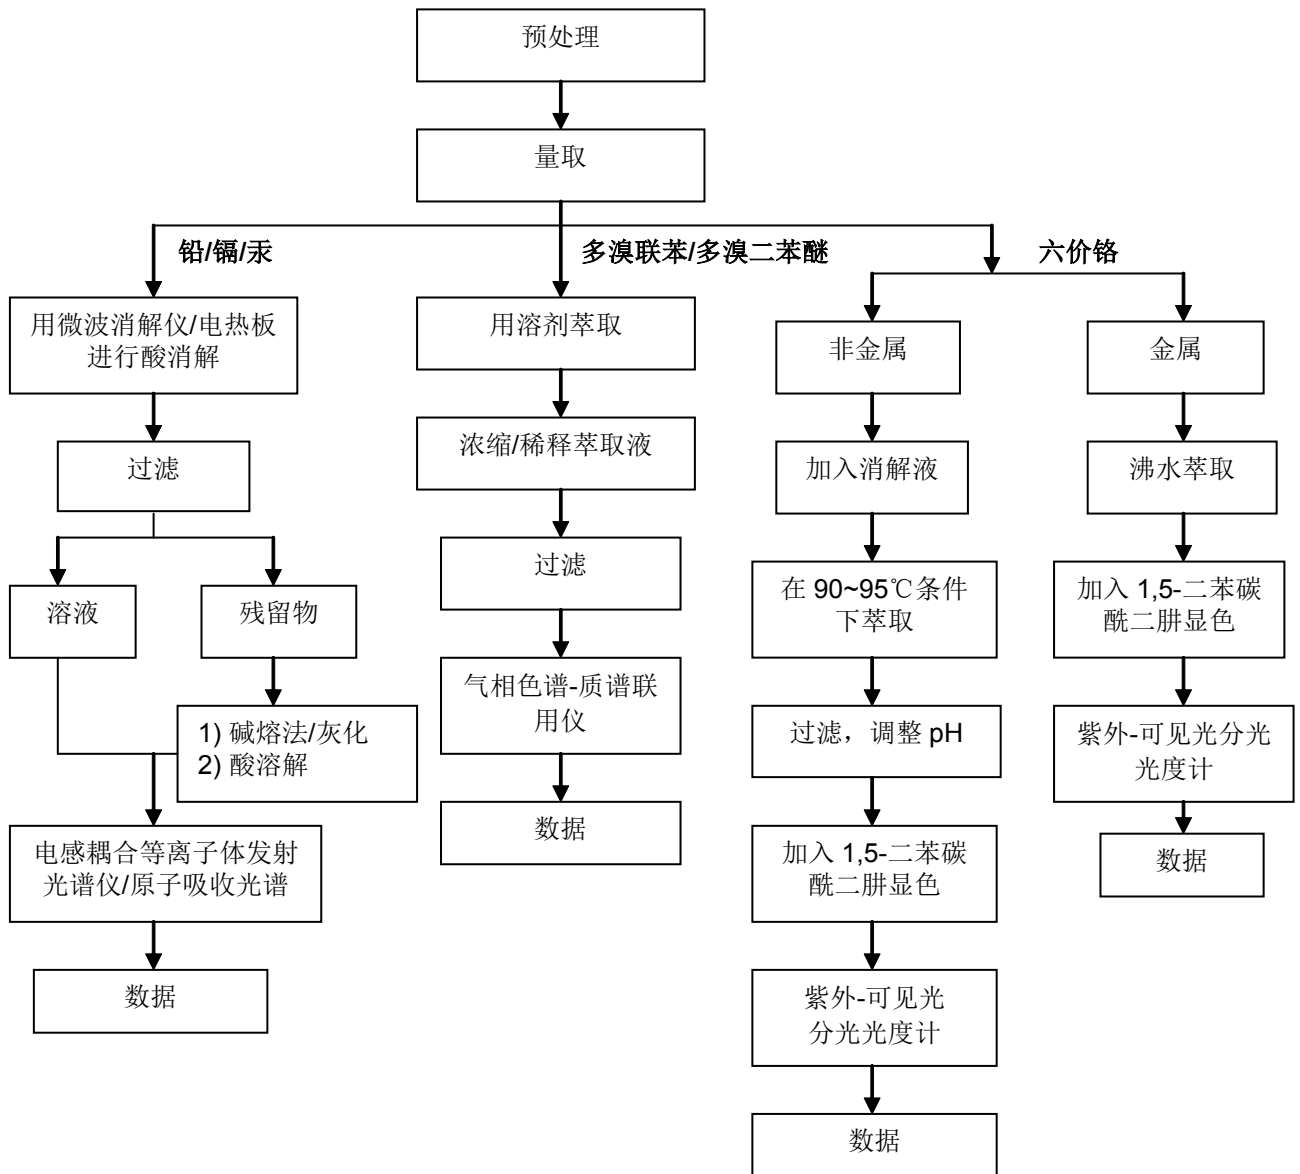 预处理
量取
铅/镉/汞
多溴联苯/多溴二苯醚
六价铬
用微波消解仪/电热板
进行酸消解
过滤
溶液
残留物
1) 碱熔法/灰化
2) 酸溶解
电感耦合等离子体发射
光谱仪/原子吸收光谱
数据
用溶剂萃取
浓缩/稀释萃取液
过滤
气相色谱-质谱联
用仪
数据
非金属
加入消解液
在 90~95℃条件
下萃取
过滤，调整 pH
加入 1,5-二苯碳
酰二肼显色
紫外-可见光
分光光度计
数据
金属
沸水萃取
加入 1,5-二苯碳
酰二肼显色
紫外-可见光分光
光度计
数据